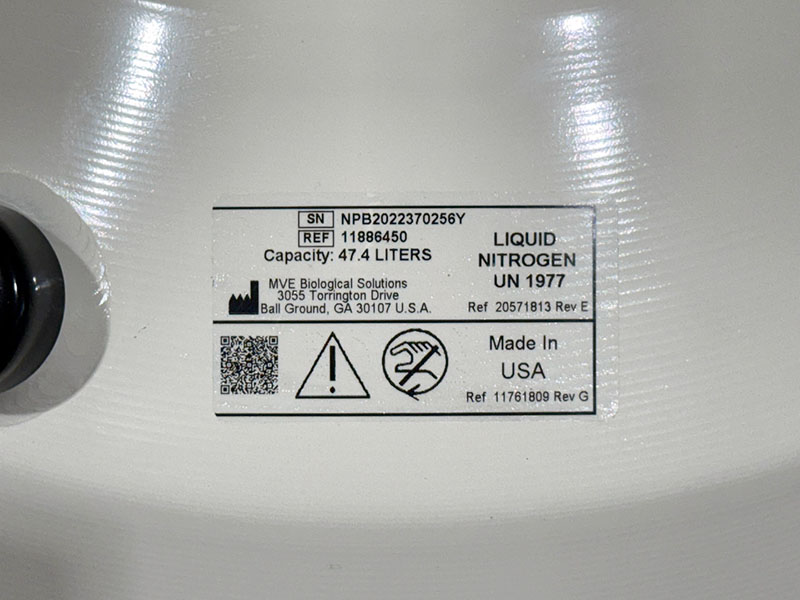 SN NPB2022370256Y
REF 11886450
Capacity: 47.4 LITERS
MVE Biological Solutions
3055 Torrington Drive
Ball Ground, GA 30107 U.S.A.
LIQUID
NITROGEN
UN 1977
Ref 20571813 Rev E
Made In
USA
Ref 11761809 Rev G